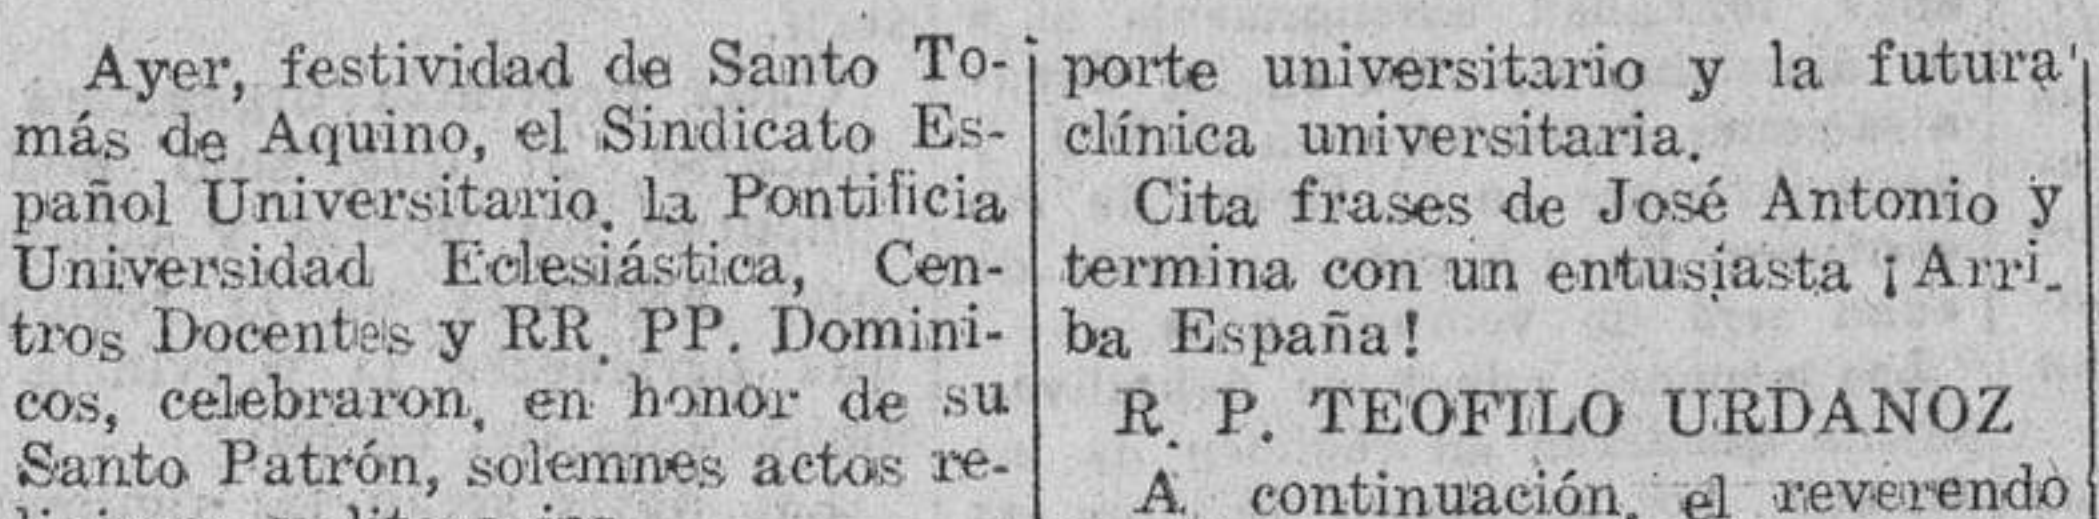 Ayer, festividad de Santo To-
más de Aquino, el Sindicato Es-
pañol Universitario, la Pontificia
Universidad Eclesiástica, Cen-
tros Docentes y RR. PP. Domini-
cos, celebraron, en honor de su
Santo Patrón, solemnes actos re-
porte universitario y la futura
clínica universitaria.
Cita frases de José Antonio y
termina con un entusiasta ¡Arri-
ba España!
R. P. TEOFILO URDANOZ
A continuación, el reverendo